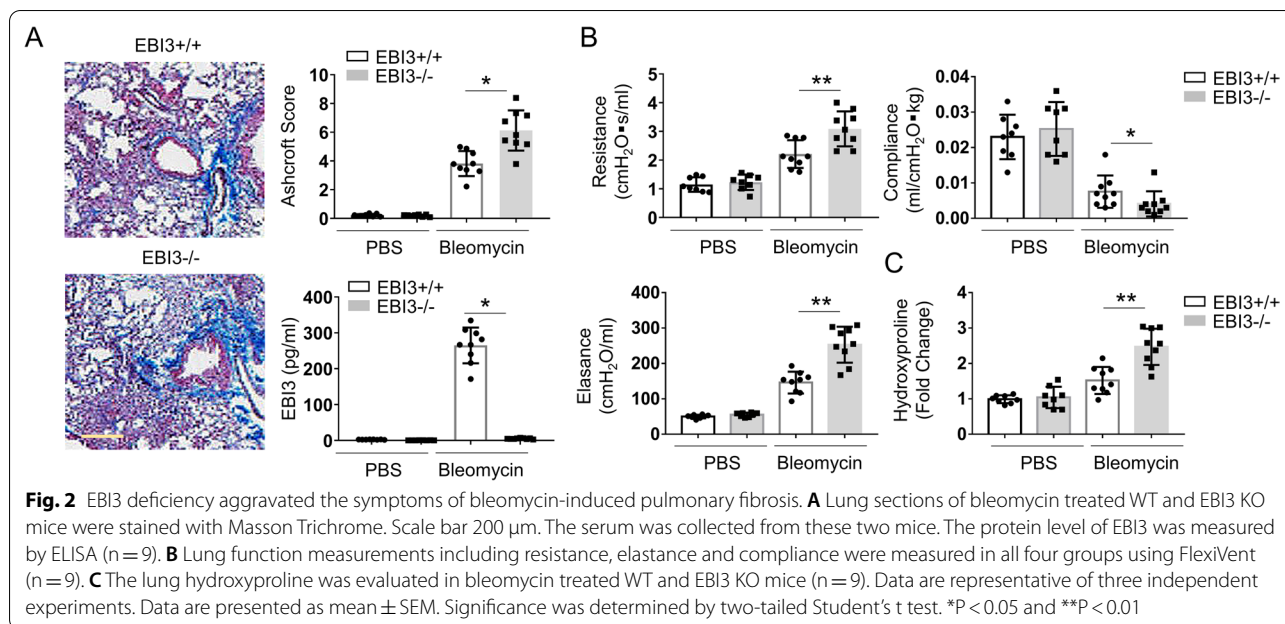 A
EBI3+/+
EBI3-/-
EBI3+/+
EBI3-/-
Ashcroft Score
10
8
6
4
2
0
*
PBS
Bleomycin
EBI3+/+
EBI3-/-
EBI3 (pg/ml)
400
300
200
100
0
*
PBS
Bleomycin
B
Resistance
(cmH₂O▪s/ml)
5
4
3
2
1
0
**
PBS
Bleomycin
Compliance
(ml/cmH₂O▪kg)
0.04
0.03
0.02
0.01
0.00
*
PBS
Bleomycin
EBI3+/+
EBI3-/-
Elasance
(cmH₂O/ml)
400
300
200
100
0
**
PBS
Bleomycin
C
Hydroxyproline
(Fold Change)
4
3
2
1
0
**
PBS
Bleomycin
EBI3+/+
EBI3-/-
Fig. 2 EBI3 deficiency aggravated the symptoms of bleomycin-induced pulmonary fibrosis. A Lung sections of bleomycin treated WT and EBI3 KO
mice were stained with Masson Trichrome. Scale bar 200 μm. The serum was collected from these two mice. The protein level of EBI3 was measured
by ELISA (n = 9). B Lung function measurements including resistance, elastance and compliance were measured in all four groups using FlexiVent
(n = 9). C The lung hydroxyproline was evaluated in bleomycin treated WT and EBI3 KO mice (n = 9). Data are representative of three independent
experiments. Data are presented as mean ± SEM. Significance was determined by two-tailed Student's t test. *P < 0.05 and **P < 0.01